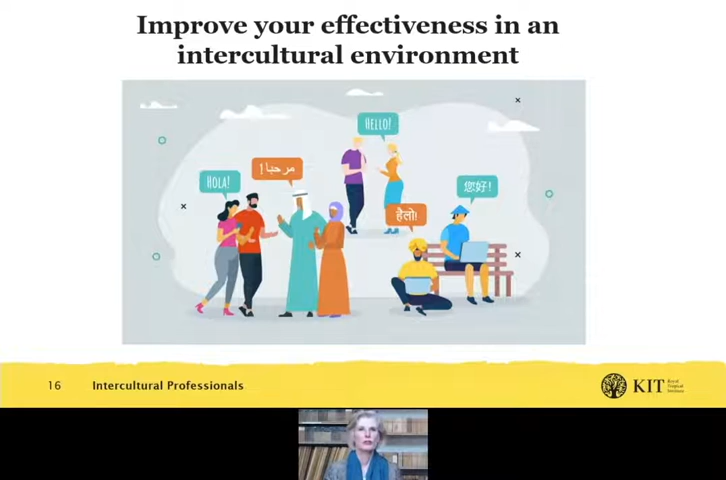 Improve your effectiveness in an
intercultural environment
HELLO!
مرحبا!
HOLA!
您好!
हैलो!
16 Intercultural Professionals
KIT Royal
Tropical
Institute